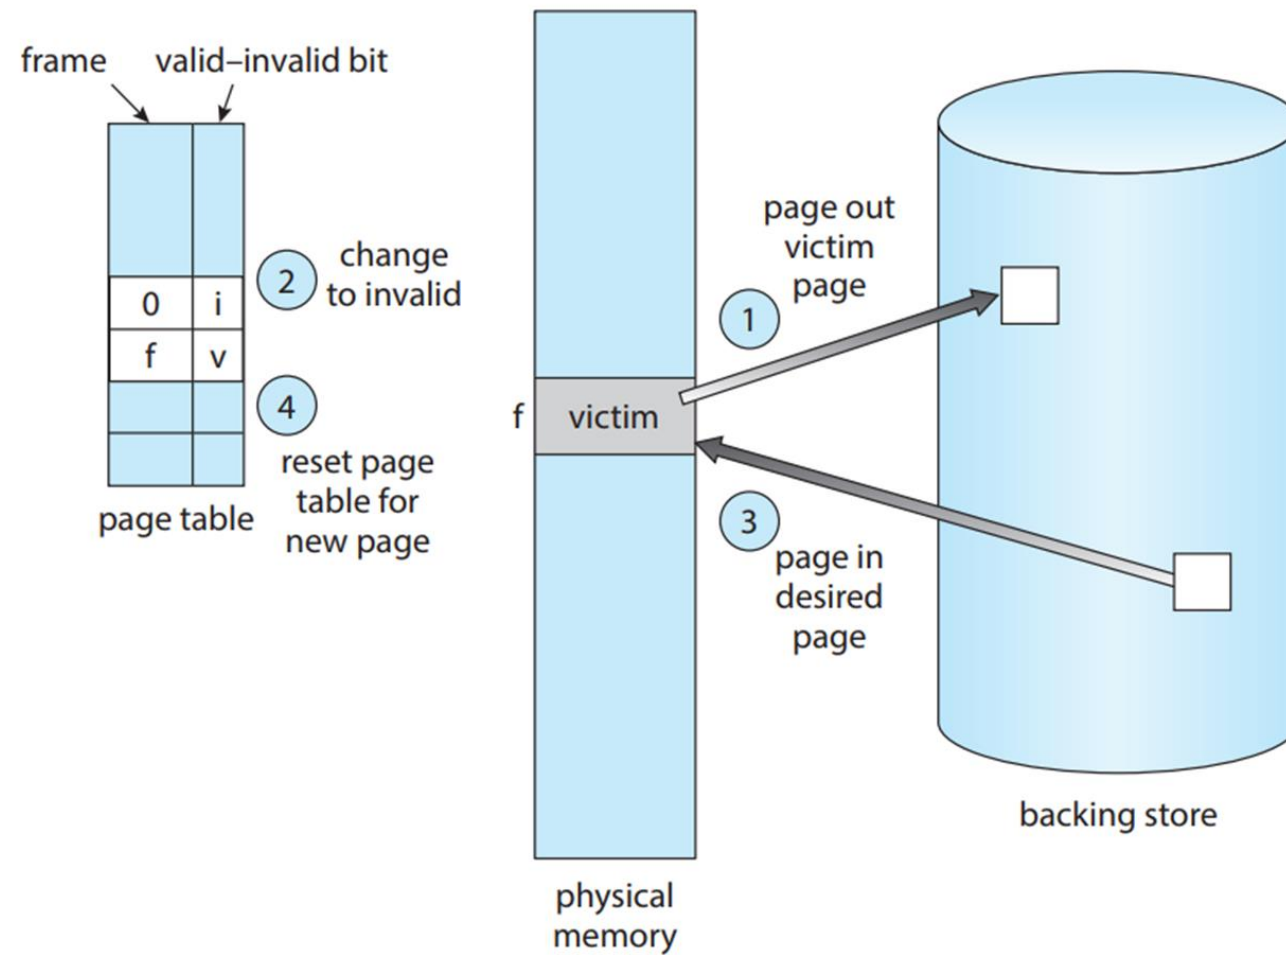 frame
valid–invalid bit
0
i
f
v
2
change
to invalid
4
reset page
table for
new page
page table
f
victim
physical
memory
page out
victim
page
1
3
page in
desired
page
backing store